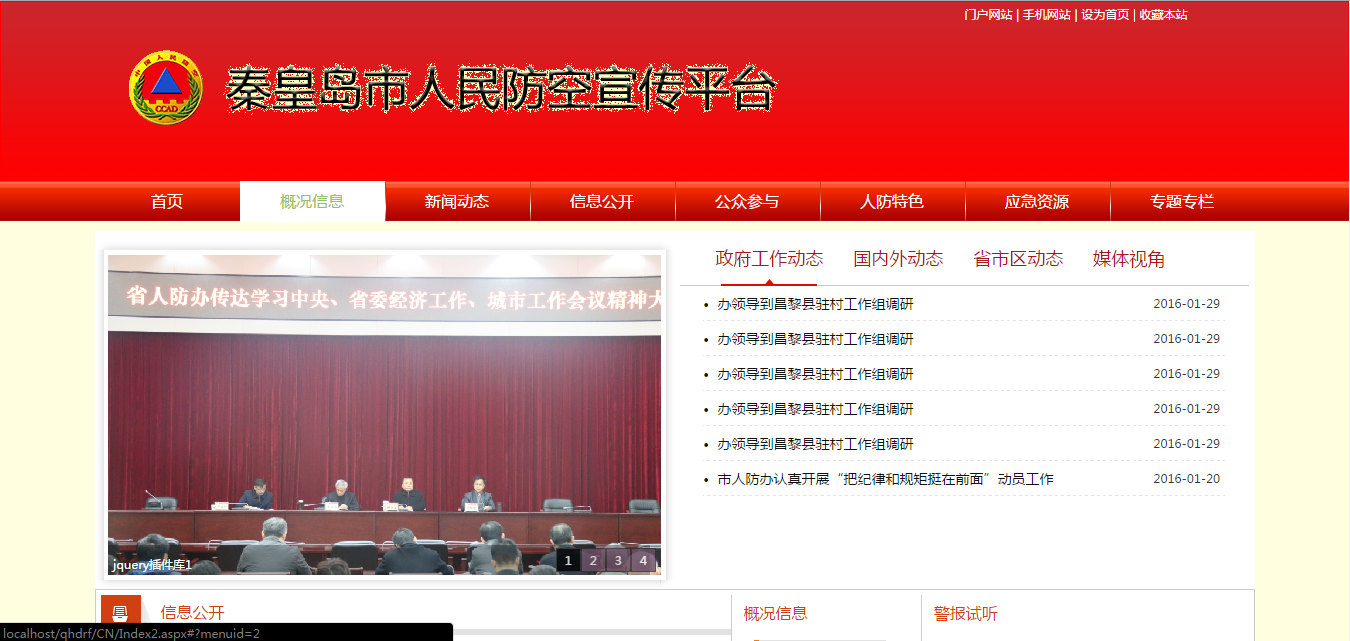 门户网站 | 手机网站 | 设为首页 | 收藏本站
中国人民防空
CCAD
秦皇岛市人民防空宣传平台
首页 概况信息 新闻动态 信息公开 公众参与 人防特色 应急资源 专题专栏
省人防办传达学习中央、省委经济工作、城市工作会议精神大
jquery插件库1
1 2 3 4
政府工作动态 国内外动态 省市区动态 媒体视角
• 办领导到昌黎县驻村工作组调研 2016-01-29
• 办领导到昌黎县驻村工作组调研 2016-01-29
• 办领导到昌黎县驻村工作组调研 2016-01-29
• 办领导到昌黎县驻村工作组调研 2016-01-29
• 办领导到昌黎县驻村工作组调研 2016-01-29
• 市人防办认真开展“把纪律和规矩挺在前面”动员工作 2016-01-20
信息公开
概况信息
警报试听
localhost/qhdrf/CN/Index2.aspx#?menuid=2